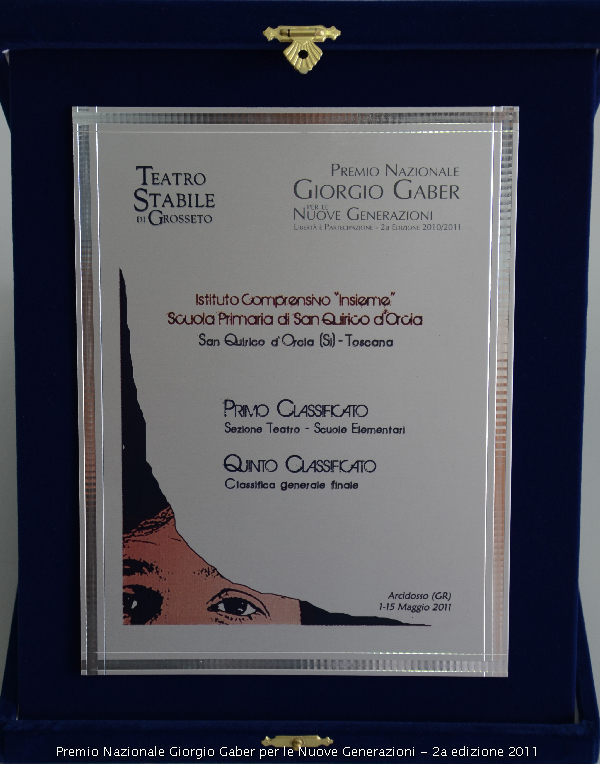 TEATRO
STABILE
DI GROSSETO
PREMIO NAZIONALE
GIORGIO GABER
PER LE
NUOVE GENERAZIONI
LIBERTÀ È PARTECIPAZIONE - 2a EDIZIONE 2010/2011
Istituto Comprensivo "Insieme"
Scuola Primaria di San Quirico d'Orcia
San Quirico d'Orcia (Si) - Toscana
PRIMO CLASSIFICATO
Sezione Teatro - Scuole Elementari
QUINTO CLASSIFICATO
Classifica generale finale
Arcidosso (GR)
1-15 Maggio 2011
Premio Nazionale Giorgio Gaber per le Nuove Generazioni - 2a edizione 2011